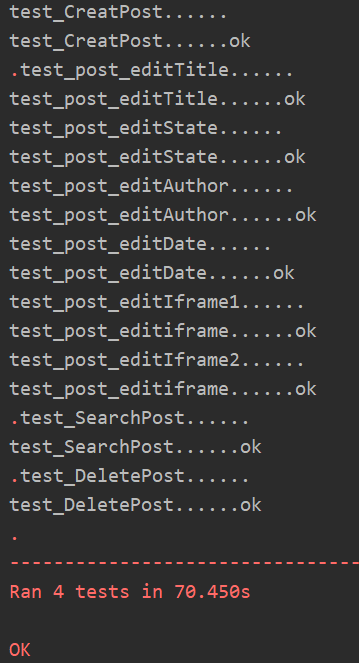 test_CreatPost......
test_CreatPost......ok
.test_post_editTitle......
test_post_editTitle......ok
test_post_editState......
test_post_editState......ok
test_post_editAuthor......
test_post_editAuthor......ok
test_post_editDate......
test_post_editDate......ok
test_post_editIframe1......
test_post_editiframe......ok
test_post_editIframe2......
test_post_editiframe......ok
.test_SearchPost......
test_SearchPost......ok
.test_DeletePost......
test_DeletePost......ok
.
--------------------------------
Ran 4 tests in 70.450s
OK